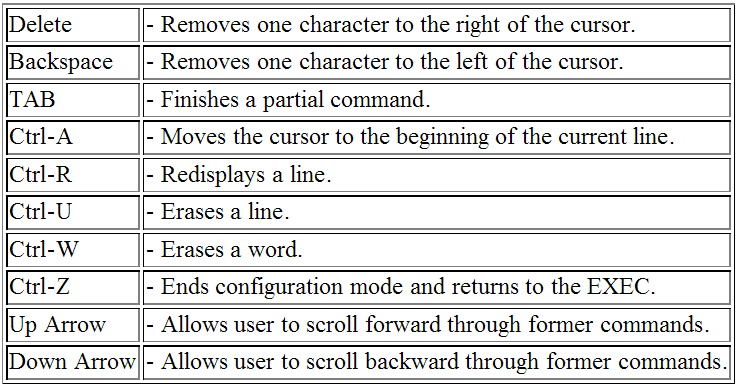 Delete - Removes one character to the right of the cursor.
Backspace - Removes one character to the left of the cursor.
TAB - Finishes a partial command.
Ctrl-A - Moves the cursor to the beginning of the current line.
Ctrl-R - Redisplays a line.
Ctrl-U - Erases a line.
Ctrl-W - Erases a word.
Ctrl-Z - Ends configuration mode and returns to the EXEC.
Up Arrow - Allows user to scroll forward through former commands.
Down Arrow - Allows user to scroll backward through former commands.